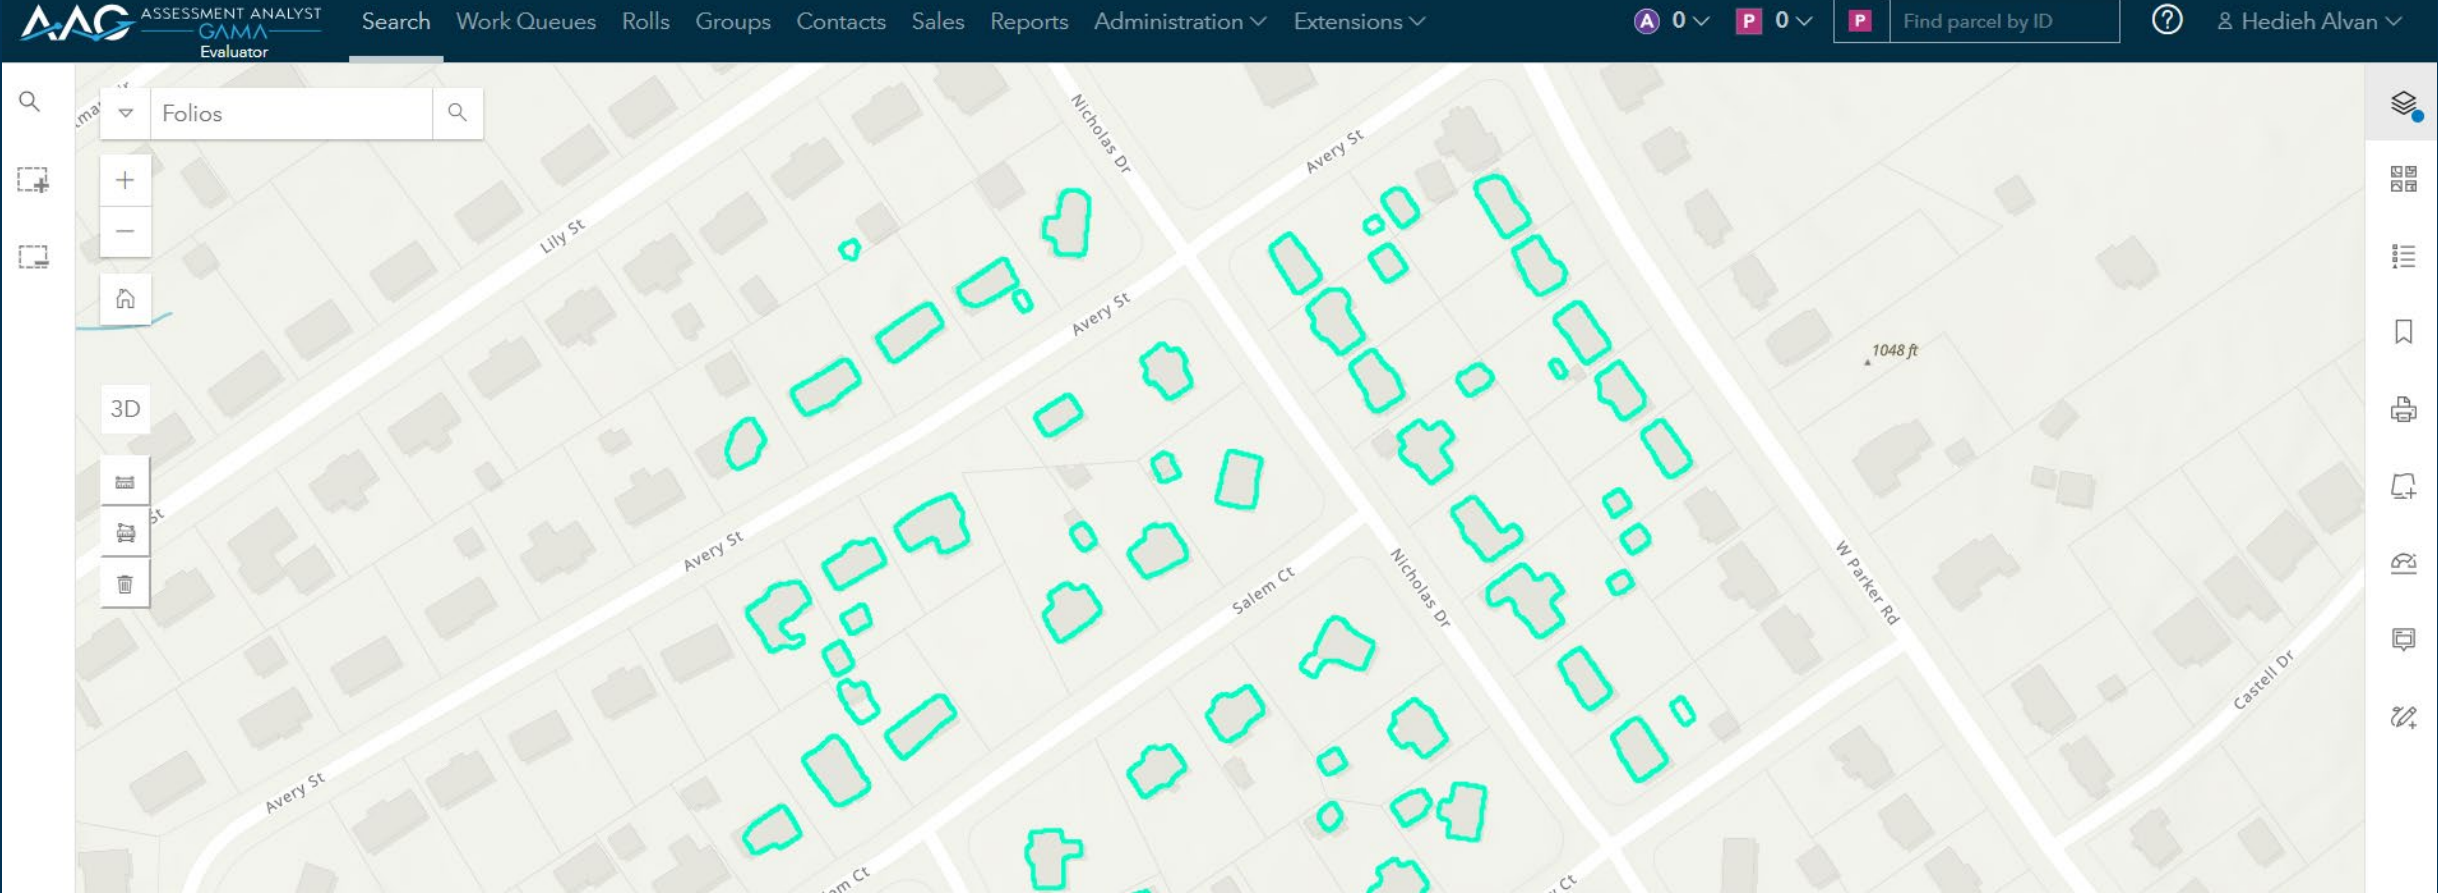 AAG ASSESSMENT ANALYST
GAMA
Evaluator
Search Work Queues Rolls Groups Contacts Sales Reports Administration Extensions
A 0 P 0 P Find parcel by ID ? Hedieh Alvan
Folios
3D
Lily St
Nicholas Dr
Avery St
Avery St
1048 ft
St
Avery St
Salem Ct
Nicholas Dr
W Parker Rd
Castell Dr
Avery St
Ct